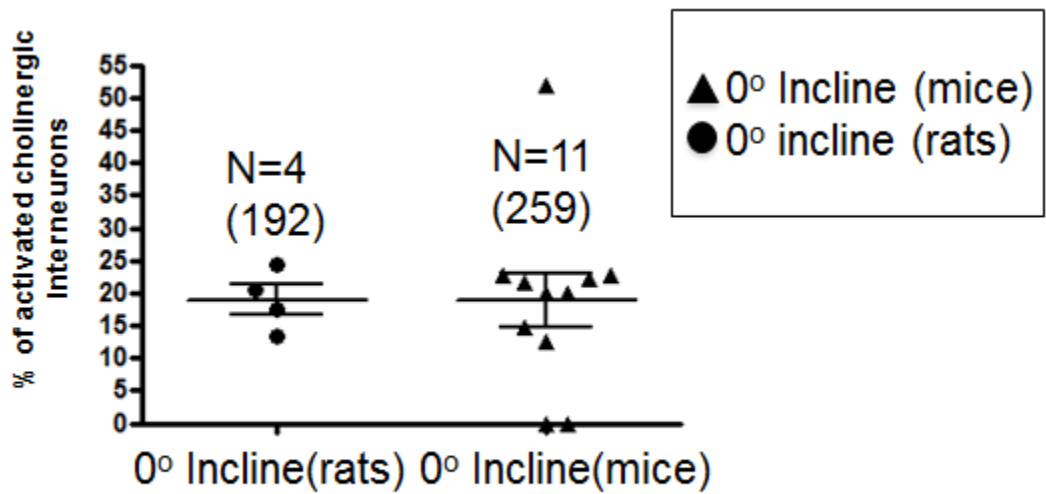 % of activated cholinergic
Interneurons
55
50
45
40
35
30
25
20
15
10
5
0
N=4
(192)
N=11
(259)
0º Incline (mice)
0º incline (rats)
0º Incline(rats)
0º Incline(mice)